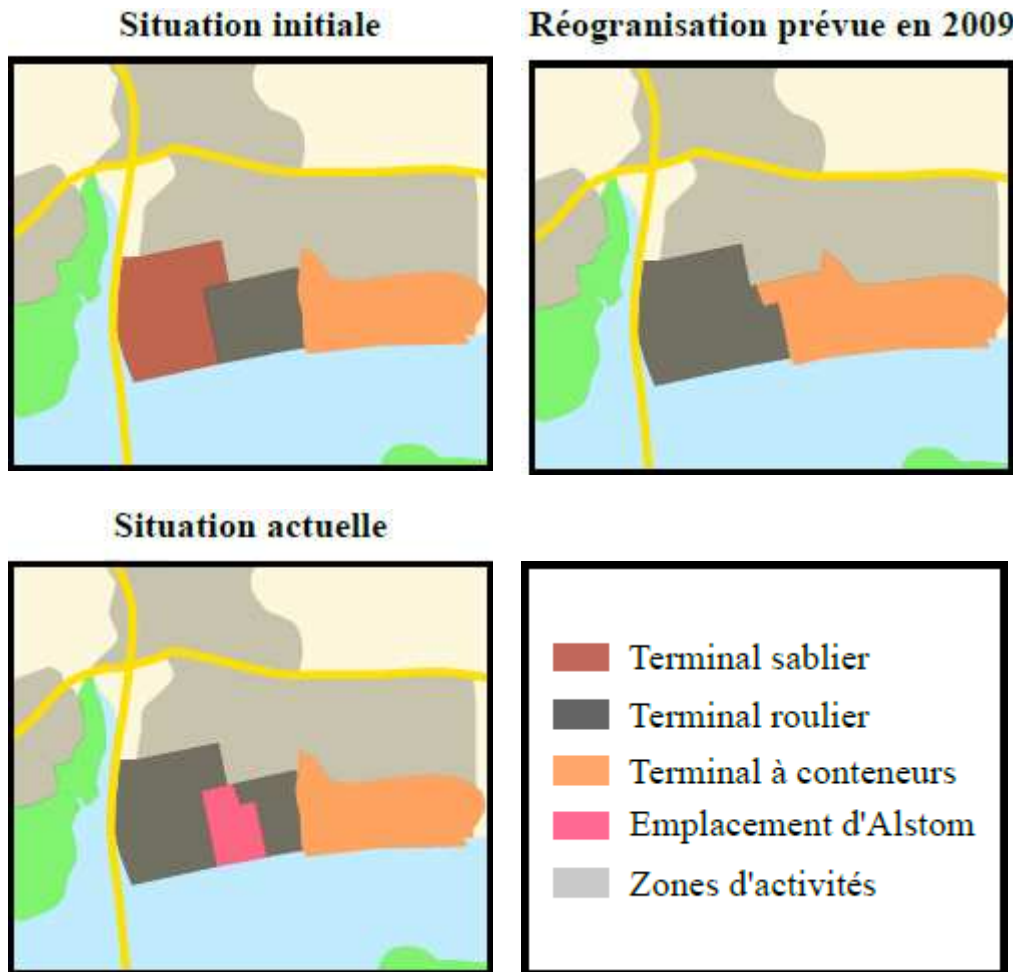 Situation initiale
Réogranisation prévue en 2009
Situation actuelle
Terminal sablier
Terminal roulier
Terminal à conteneurs
Emplacement d'Alstom
Zones d'activités